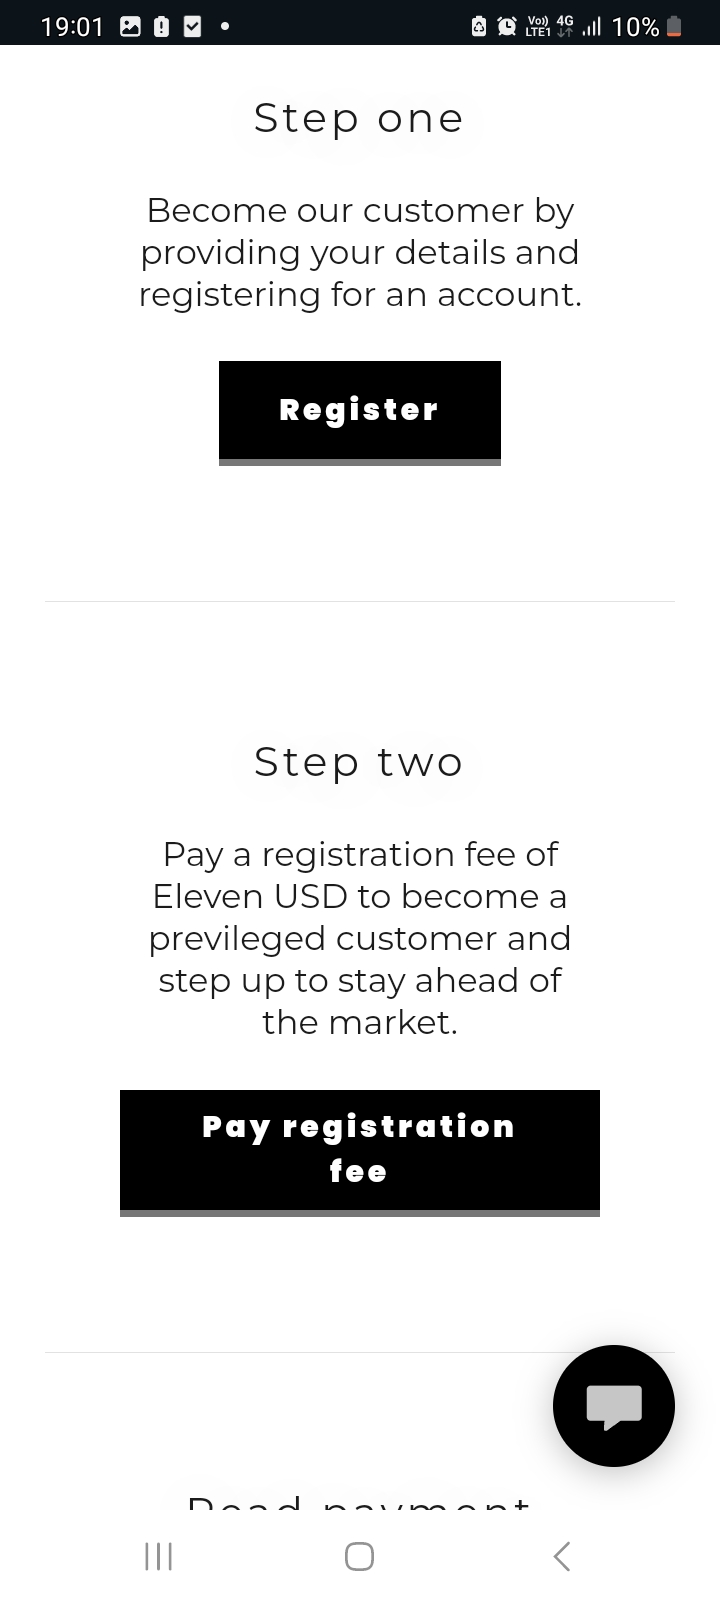 19:01
Vo)) 4G
LTE1
10%
Step one
Become our customer by
providing your details and
registering for an account.
Register
Step two
Pay a registration fee of
Eleven USD to become a
previleged customer and
step up to stay ahead of
the market.
Pay registration
fee
Read payment